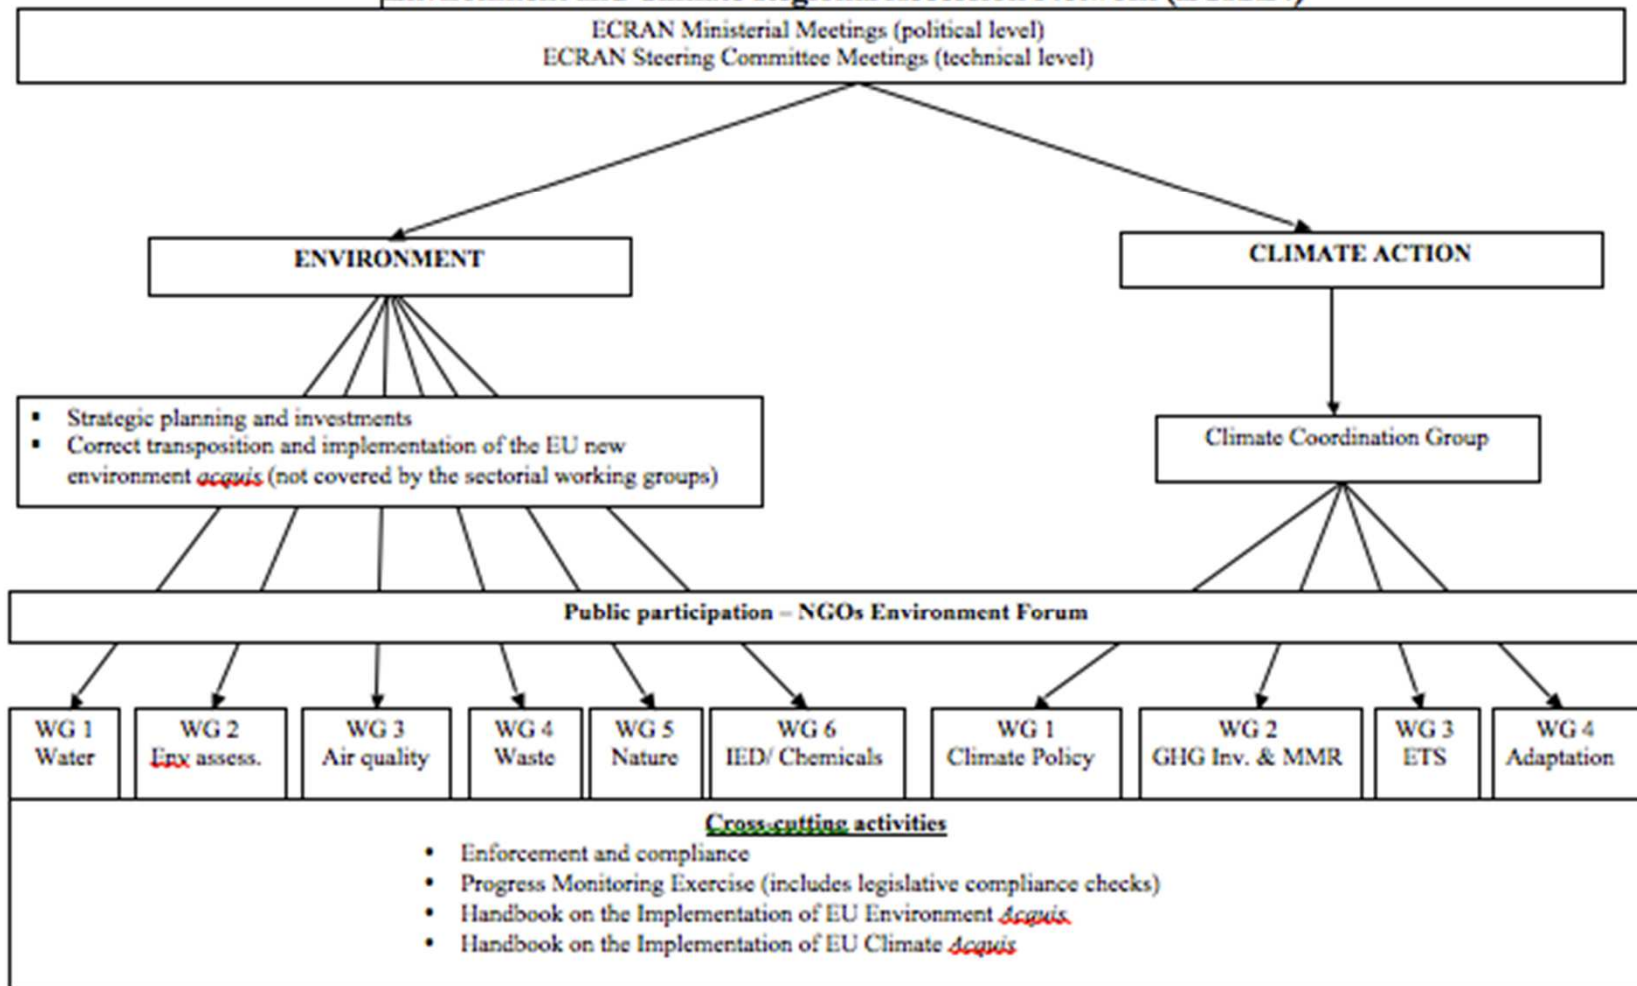 ECRAN Ministerial Meetings (political level)
ECRAN Steering Committee Meetings (technical level)
ENVIRONMENT
CLIMATE ACTION
▪ Strategic planning and investments
▪ Correct transposition and implementation of the EU new
environment acquis (not covered by the sectorial working groups)
Climate Coordination Group
Public participation – NGOs Environment Forum
WG 1
Water
WG 2
Env assess.
WG 3
Air quality
WG 4
Waste
WG 5
Nature
WG 6
IED/ Chemicals
WG 1
Climate Policy
WG 2
GHG Inv. & MMR
WG 3
ETS
WG 4
Adaptation
Cross-cutting activities
• Enforcement and compliance
• Progress Monitoring Exercise (includes legislative compliance checks)
• Handbook on the Implementation of EU Environment Acquis
• Handbook on the Implementation of EU Climate Acquis